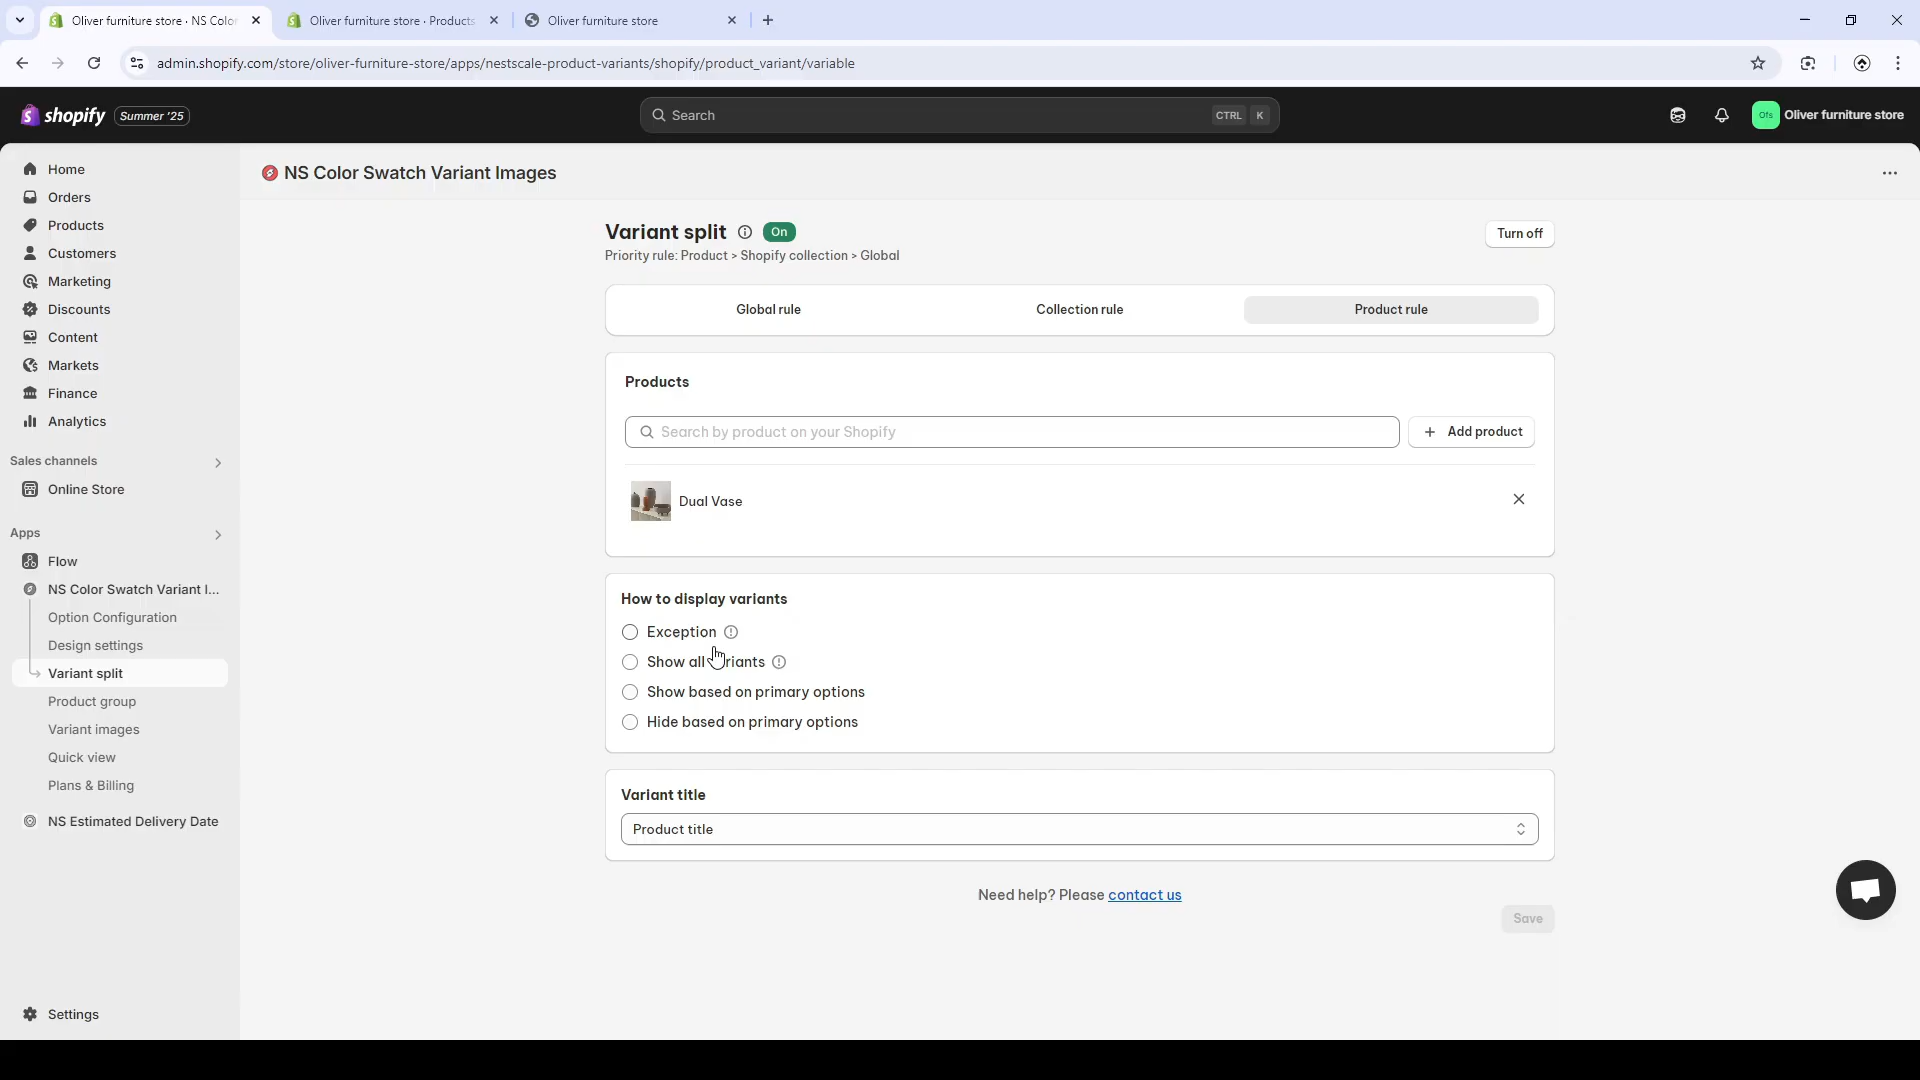 Oliver furniture store · NS Color
Oliver furniture store · Products
Oliver furniture store
admin.shopify.com/store/oliver-furniture-store/apps/nestscale-product-variants/shopify/product_variant/variable
shopify
Summer '25
Search
CTRL K
Ofs
Oliver furniture store
Home
Orders
Products
Customers
Marketing
Discounts
Content
Markets
Finance
Analytics
Sales channels
Online Store
Apps
Flow
NS Color Swatch Variant I...
Option Configuration
Design settings
Variant split
Product group
Variant images
Quick view
Plans & Billing
NS Estimated Delivery Date
Settings
NS Color Swatch Variant Images
Variant split
On
Turn off
Priority rule: Product > Shopify collection > Global
Global rule
Collection rule
Product rule
Products
Search by product on your Shopify
Add product
Dual Vase
How to display variants
Exception
Show all variants
Show based on primary options
Hide based on primary options
Variant title
Product title
Need help? Please contact us
Save